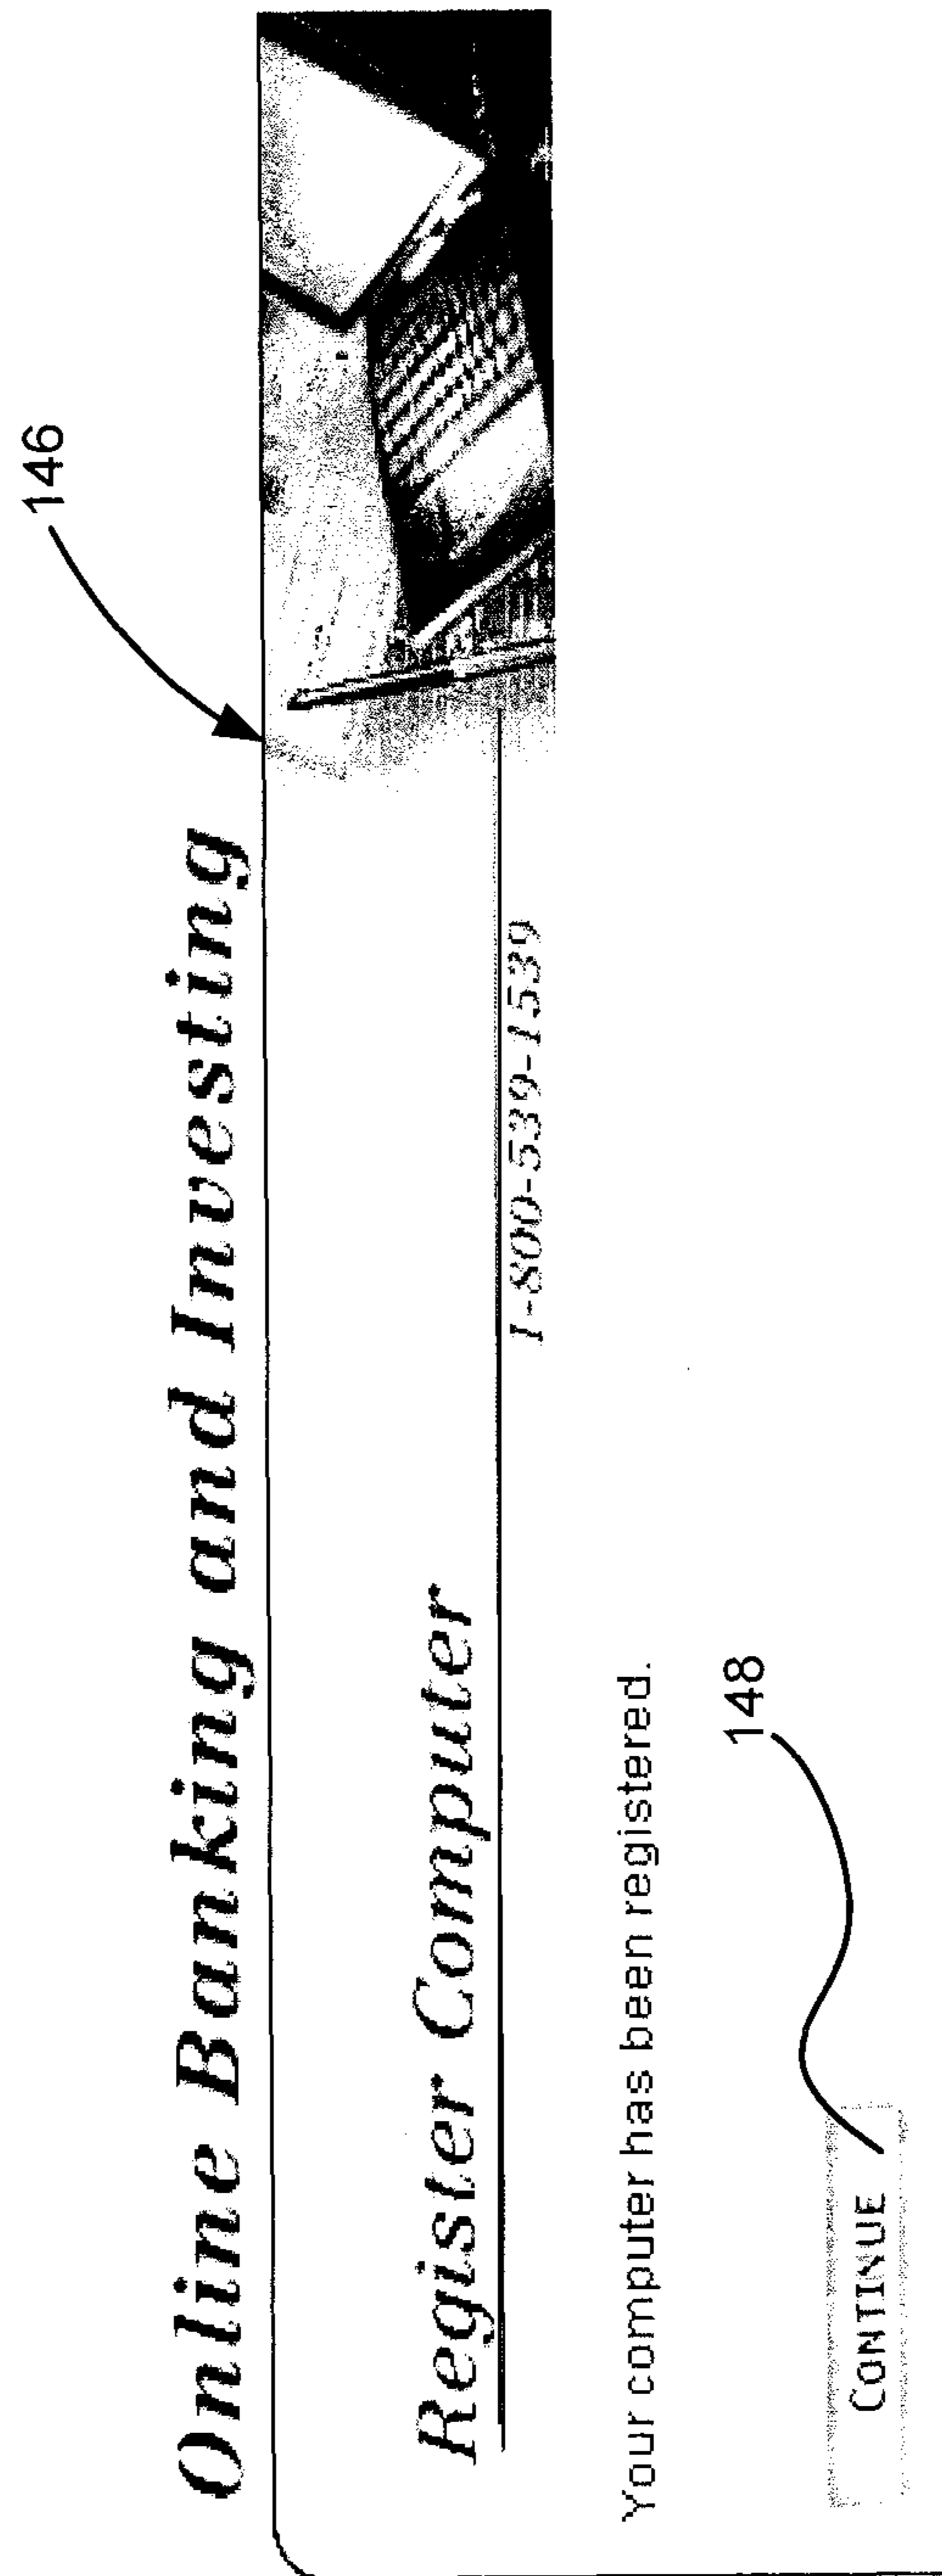 146
Online Banking and Investing
Register Computer
1-800-539-1539
Your computer has been registered.
148
CONTINUE